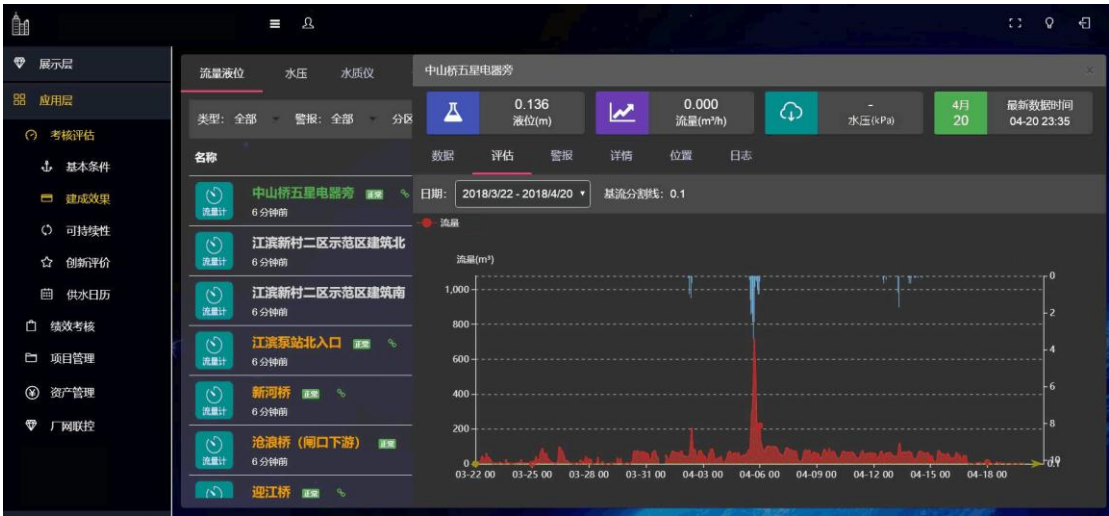 展示层
应用层
考核评估
基本条件
建成效果
可持续性
创新评价
供水日历
绩效考核
项目管理
资产管理
厂网联控
流量液位 水压 水质仪
类型: 全部 警报: 全部 分区
名称
流量计 中山桥五星电器旁 正常
6 分钟前
流量计 江滨新村二区示范区建筑北
6 分钟前
流量计 江滨新村二区示范区建筑南
6 分钟前
流量计 江滨泵站北入口 正常
6 分钟前
流量计 新河桥 正常
6 分钟前
流量计 沧浪桥（闸口下游） 正常
6 分钟前
迎江桥 正常
中山桥五星电器旁 ×
0.136
液位(m)
0.000
流量(m³/h)
-
水压(kPa)
4月
20
最新数据时间
04-20 23:35
数据 评估 警报 详情 位置 日志
日期: 2018/3/22 - 2018/4/20 基流分割线: 0.1
流量
流量(m³)
1,000
800
600
400
200
0
0
2
4
6
8
10
0.1
03-22 00 03-25 00 03-28 00 03-31 00 04-03 00 04-06 00 04-09 00 04-12 00 04-15 00 04-18 00